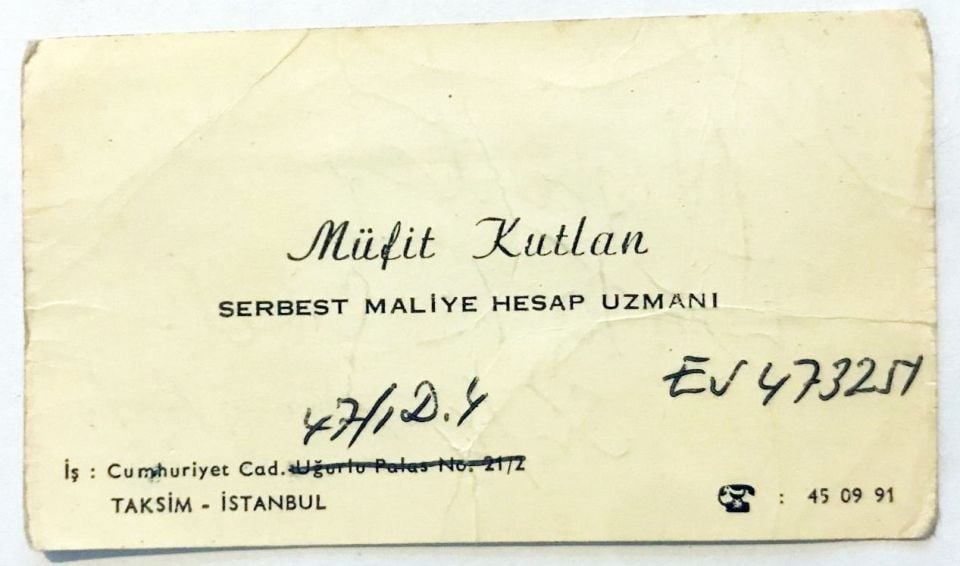 Müfit Kutlan
SERBEST MALİYE HESAP UZMANI
EV 473251
47/1 D.4
İş : Cumhuriyet Cad. Uğurlu Palas No. 21/2
TAKSİM - İSTANBUL
: 45 09 91